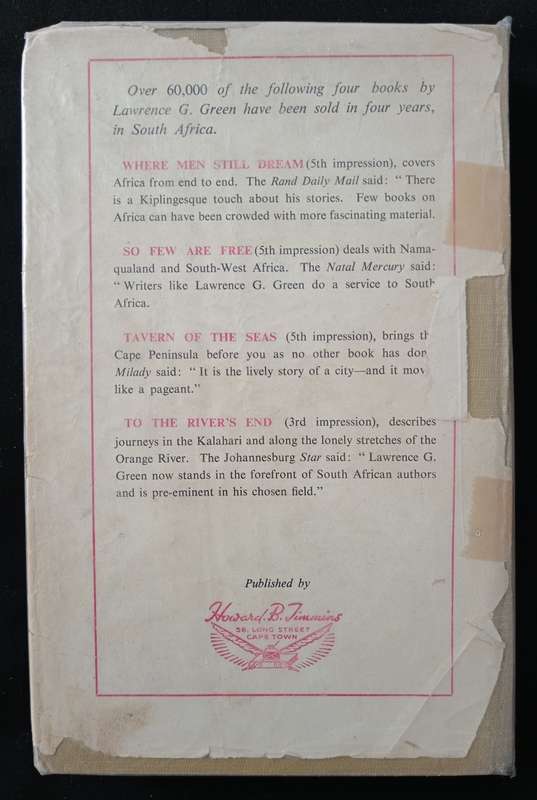 Over 60,000 of the following four books by
Lawrence G. Green have been sold in four years,
in South Africa.
WHERE MEN STILL DREAM (5th impression), covers
Africa from end to end. The Rand Daily Mail said: " There
is a Kiplingesque touch about his stories. Few books on
Africa can have been crowded with more fascinating material.
SO FEW ARE FREE (5th impression) deals with Nama-
qualand and South-West Africa. The Natal Mercury said:
" Writers like Lawrence G. Green do a service to South
Africa.
TAVERN OF THE SEAS (5th impression), brings th
Cape Peninsula before you as no other book has don
Milady said: " It is the lively story of a city—and it mov
like a pageant."
TO THE RIVER'S END (3rd impression), describes
journeys in the Kalahari and along the lonely stretches of the
Orange River. The Johannesburg Star said: " Lawrence G.
Green now stands in the forefront of South African authors
and is pre-eminent in his chosen field."
Published by
Howard B. Timmins
LONG STREET
CAPE TOWN